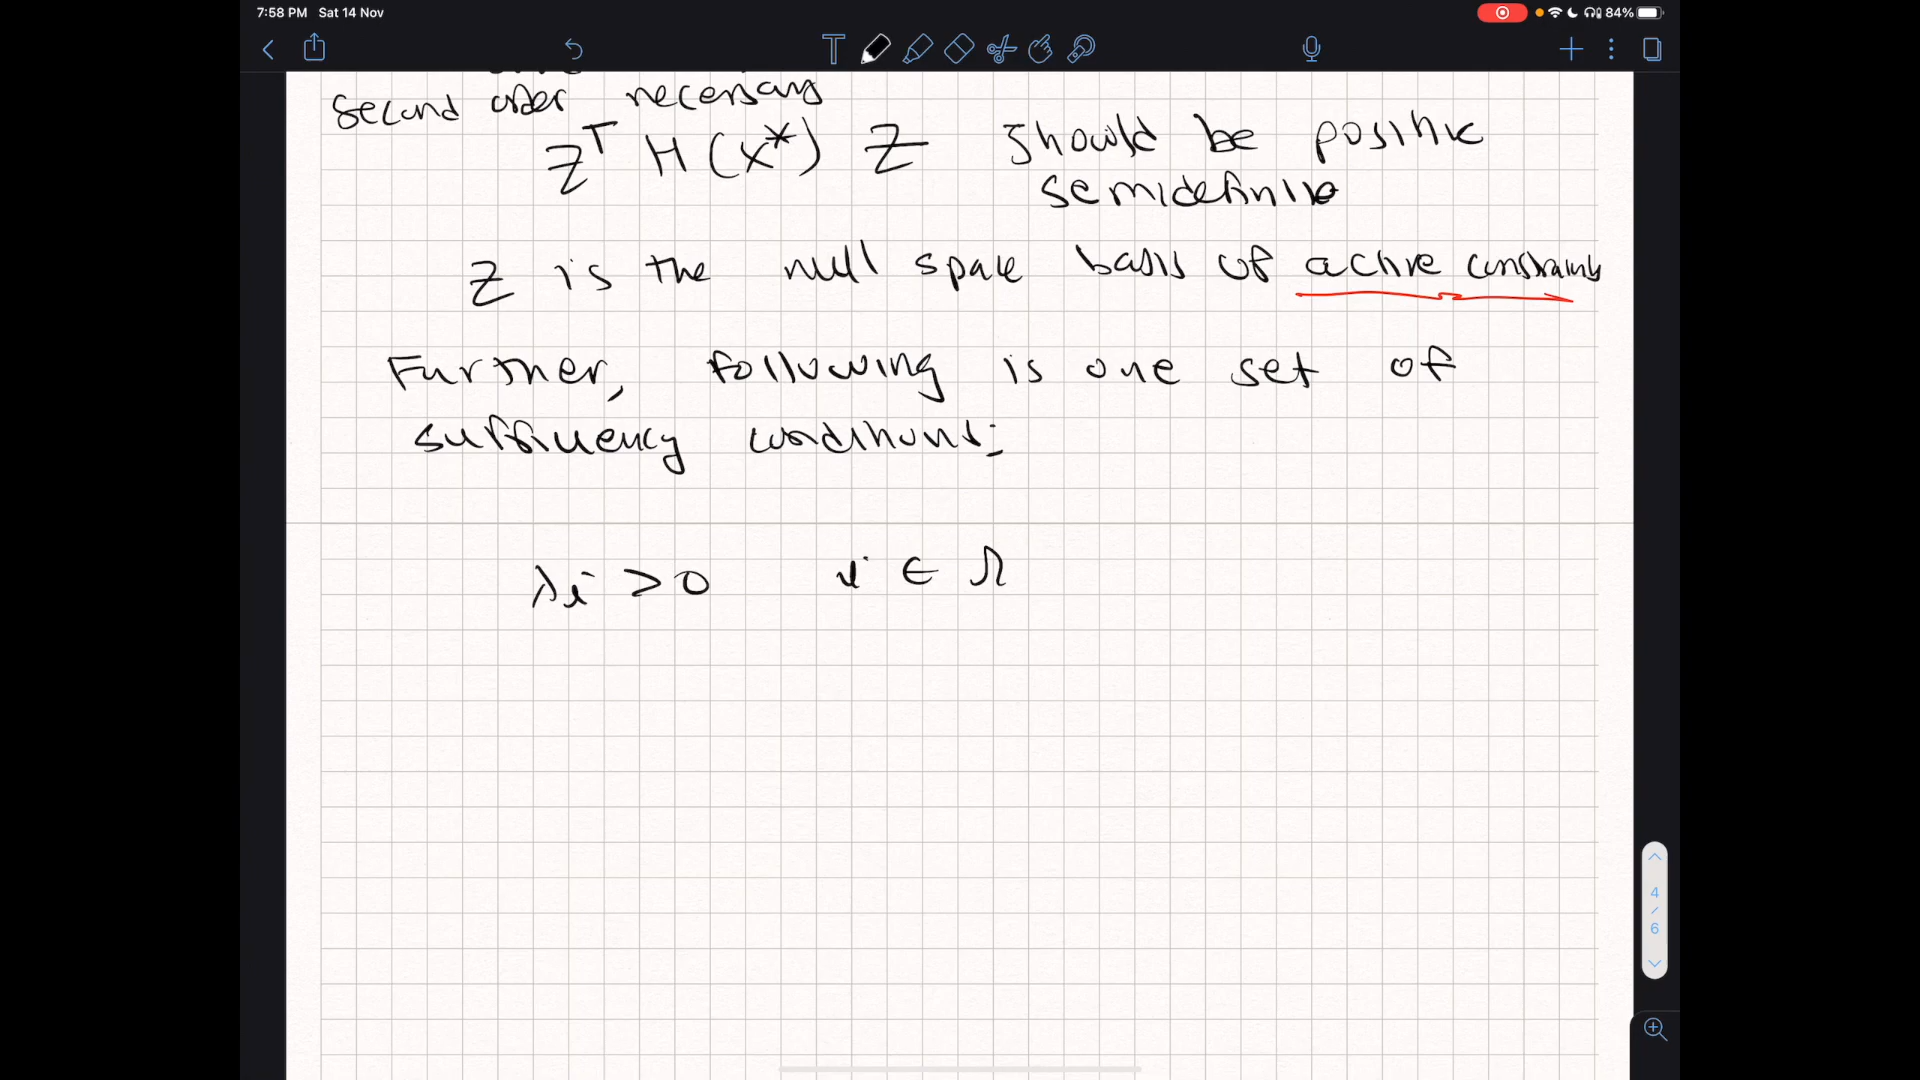 7:58 PM Sat 14 Nov
84%
T
second order necessary
Z^T H(x*) Z should be positive
semidefinite
Z is the null space basis of active constraints
Further, following is one set of
sufficiency conditions:
λi > 0 i ∈ Ω
4
/
6